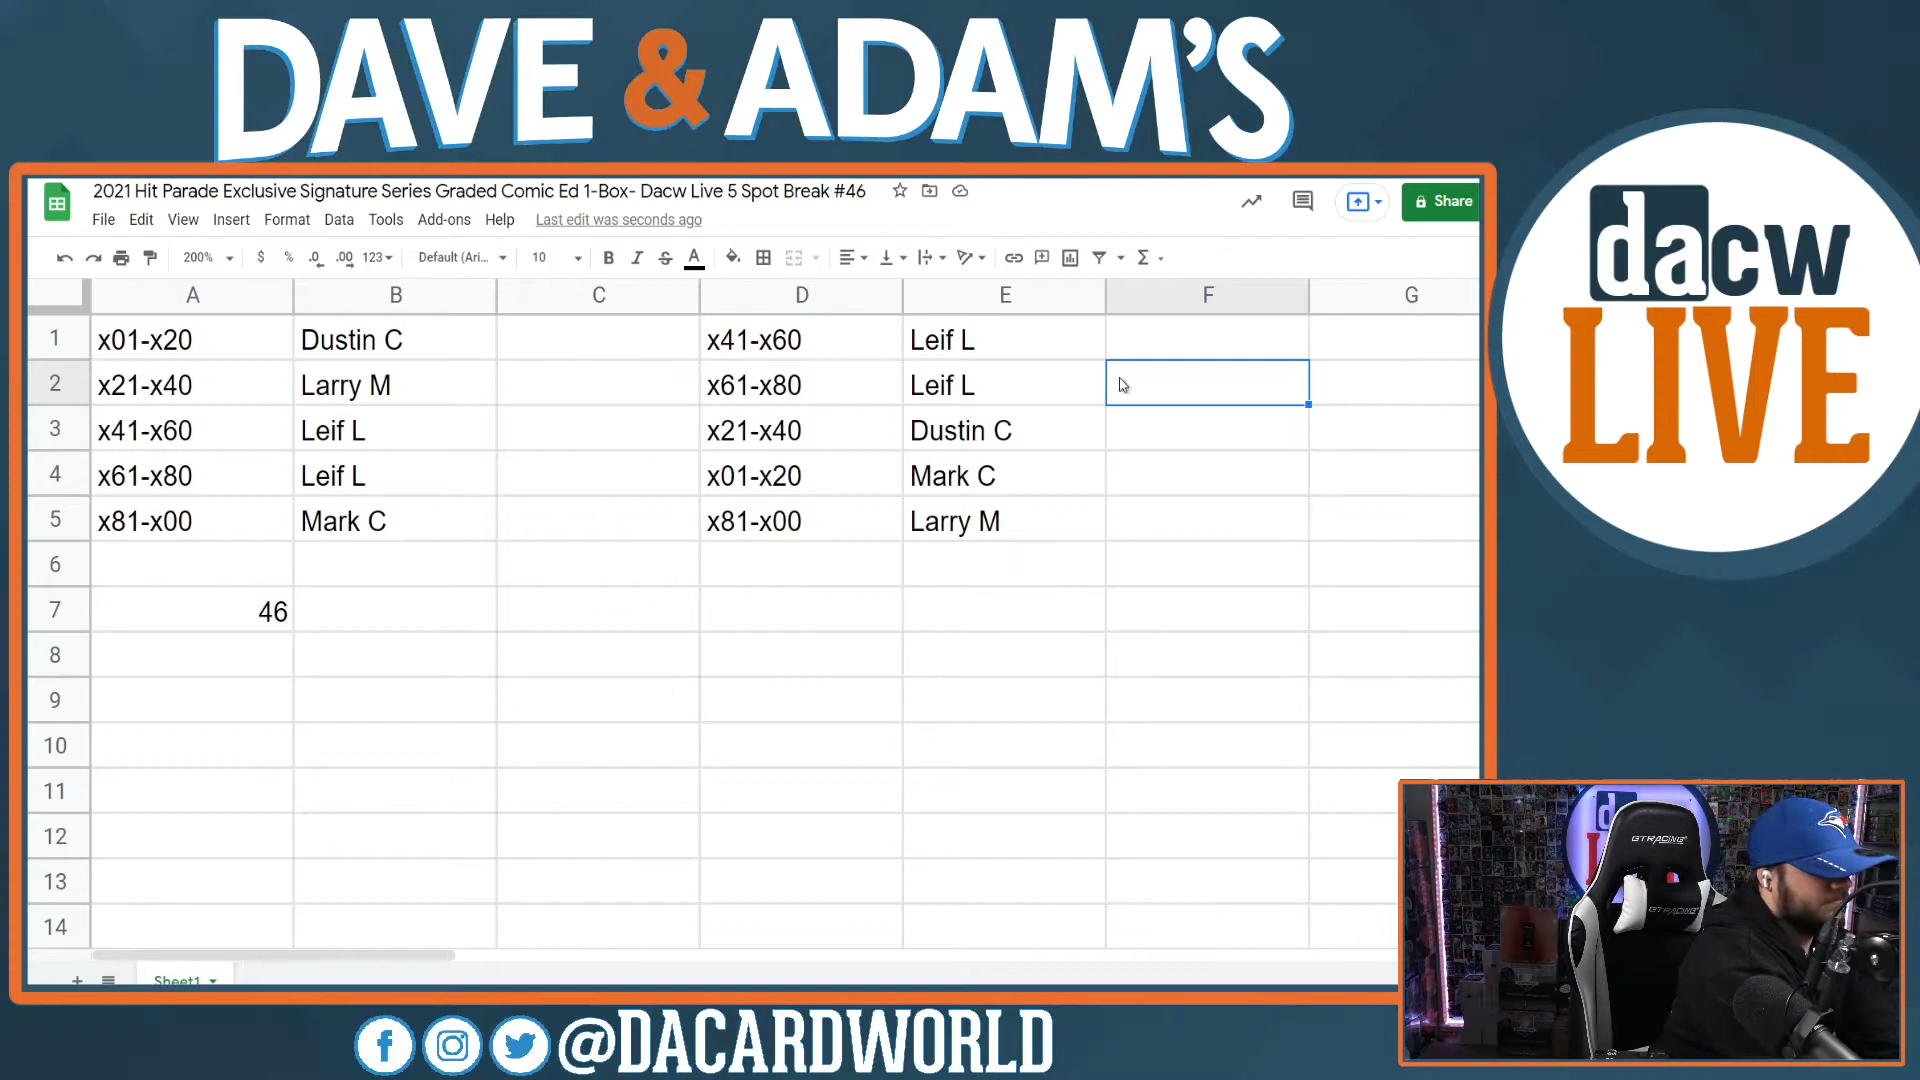 DAVE & ADAM'S
2021 Hit Parade Exclusive Signature Series Graded Comic Ed 1-Box- Dacw Live 5 Spot Break #46
Share
File Edit View Insert Format Data Tools Add-ons Help Last edit was seconds ago
200% $ % .0 .00 123 Default (Ari... 10 B I S A Σ
A B C D E F G
1 x01-x20 Dustin C x41-x60 Leif L
2 x21-x40 Larry M x61-x80 Leif L
3 x41-x60 Leif L x21-x40 Dustin C
4 x61-x80 Leif L x01-x20 Mark C
5 x81-x00 Mark C x81-x00 Larry M
6
7 46
8
9
10
11
12
13
14
+ Sheet1
dacw
LIVE
GTRACING
GTRACING
@DACARDWORLD